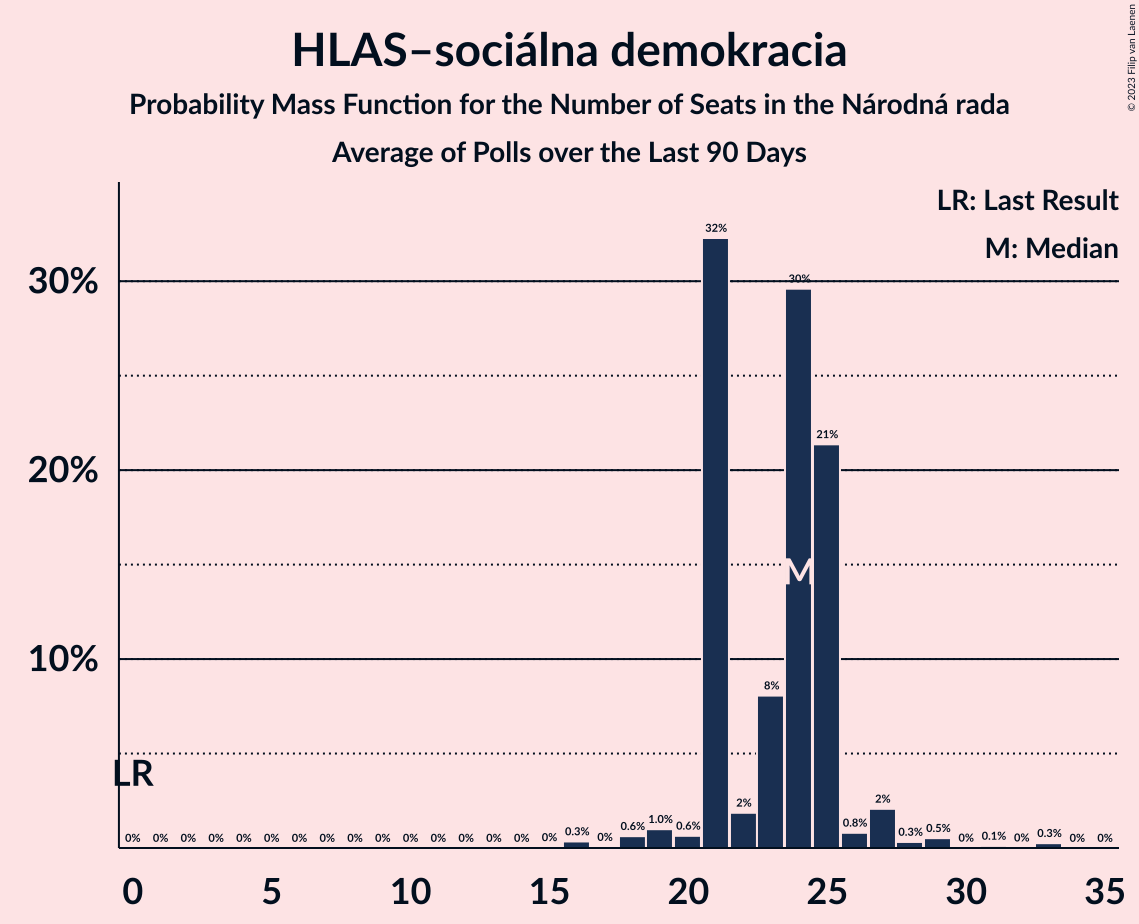 HLAS–sociálna demokracia
Probability Mass Function for the Number of Seats in the Národná rada
Average of Polls over the Last 90 Days
© 2023 Filip van Laenen
LR: Last Result
M: Median
30%
20%
10%
32%
30%
21%
8%
M
LR
0% 0% 0% 0% 0% 0% 0% 0% 0% 0% 0% 0% 0% 0% 0% 0% 0.3% 0% 0.6% 1.0% 0.6% 2% 0.8% 2% 0.3% 0.5% 0% 0.1% 0% 0.3% 0% 0%
0 5 10 15 20 25 30 35